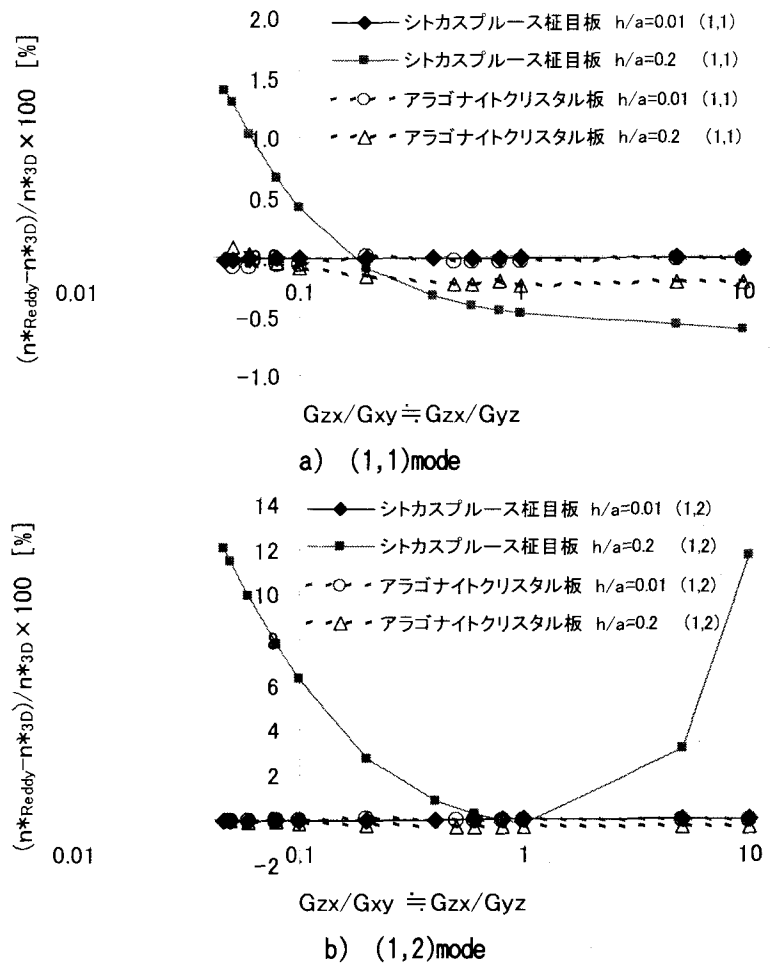 (n*Reddy-n*3D)/n*3D×100 [%]
2.0
1.5
1.0
0.5
-0.5
-1.0
0.01
0.1
10
シトカスプルース柾目板 h/a=0.01 (1,1)
シトカスプルース柾目板 h/a=0.2 (1,1)
アラゴナイトクリスタル板 h/a=0.01 (1,1)
アラゴナイトクリスタル板 h/a=0.2 (1,1)
Gzx/Gxy≒Gzx/Gyz
a) (1,1)mode
(n*Reddy-n*3D)/n*3D×100 [%]
14
12
10
8
6
4
2
-2
0.01
0.1
1
10
シトカスプルース柾目板 h/a=0.01 (1,2)
シトカスプルース柾目板 h/a=0.2 (1,2)
アラゴナイトクリスタル板 h/a=0.01 (1,2)
アラゴナイトクリスタル板 h/a=0.2 (1,2)
Gzx/Gxy ≒Gzx/Gyz
b) (1,2)mode